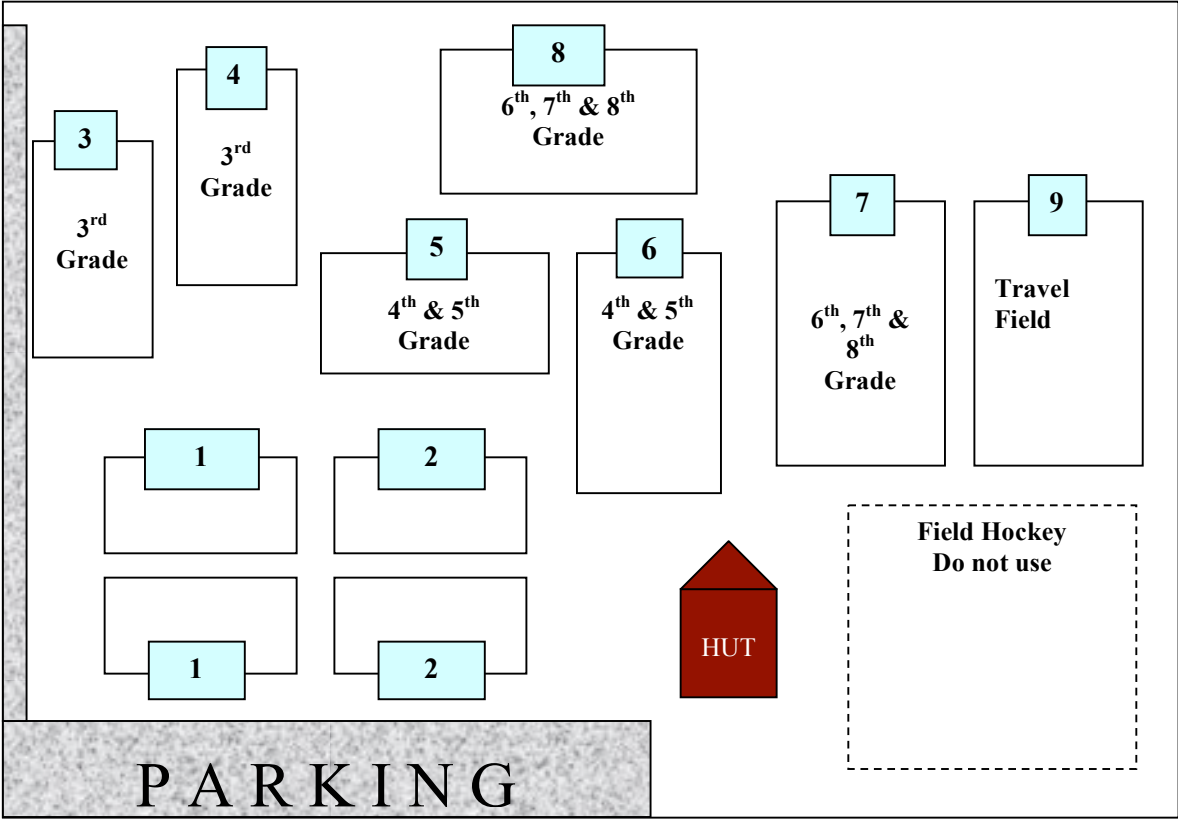 8
6th, 7th & 8th
Grade
4
3rd
Grade
3
3rd
Grade
7
6th, 7th &
8th
Grade
9
Travel
Field
5
4th & 5th
Grade
6
4th & 5th
Grade
1
2
Field Hockey
Do not use
HUT
1
2
PARKING